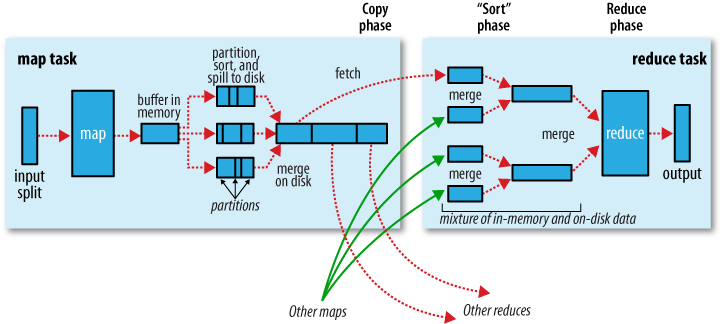 Copy
phase
“Sort”
phase
Reduce
phase
map task
partition,
sort, and
spill to disk
fetch
reduce task
buffer in
memory
map
merge
merge
reduce
input
split
merge
on disk
merge
output
partitions
mixture of in-memory and on-disk data
Other maps
Other reduces